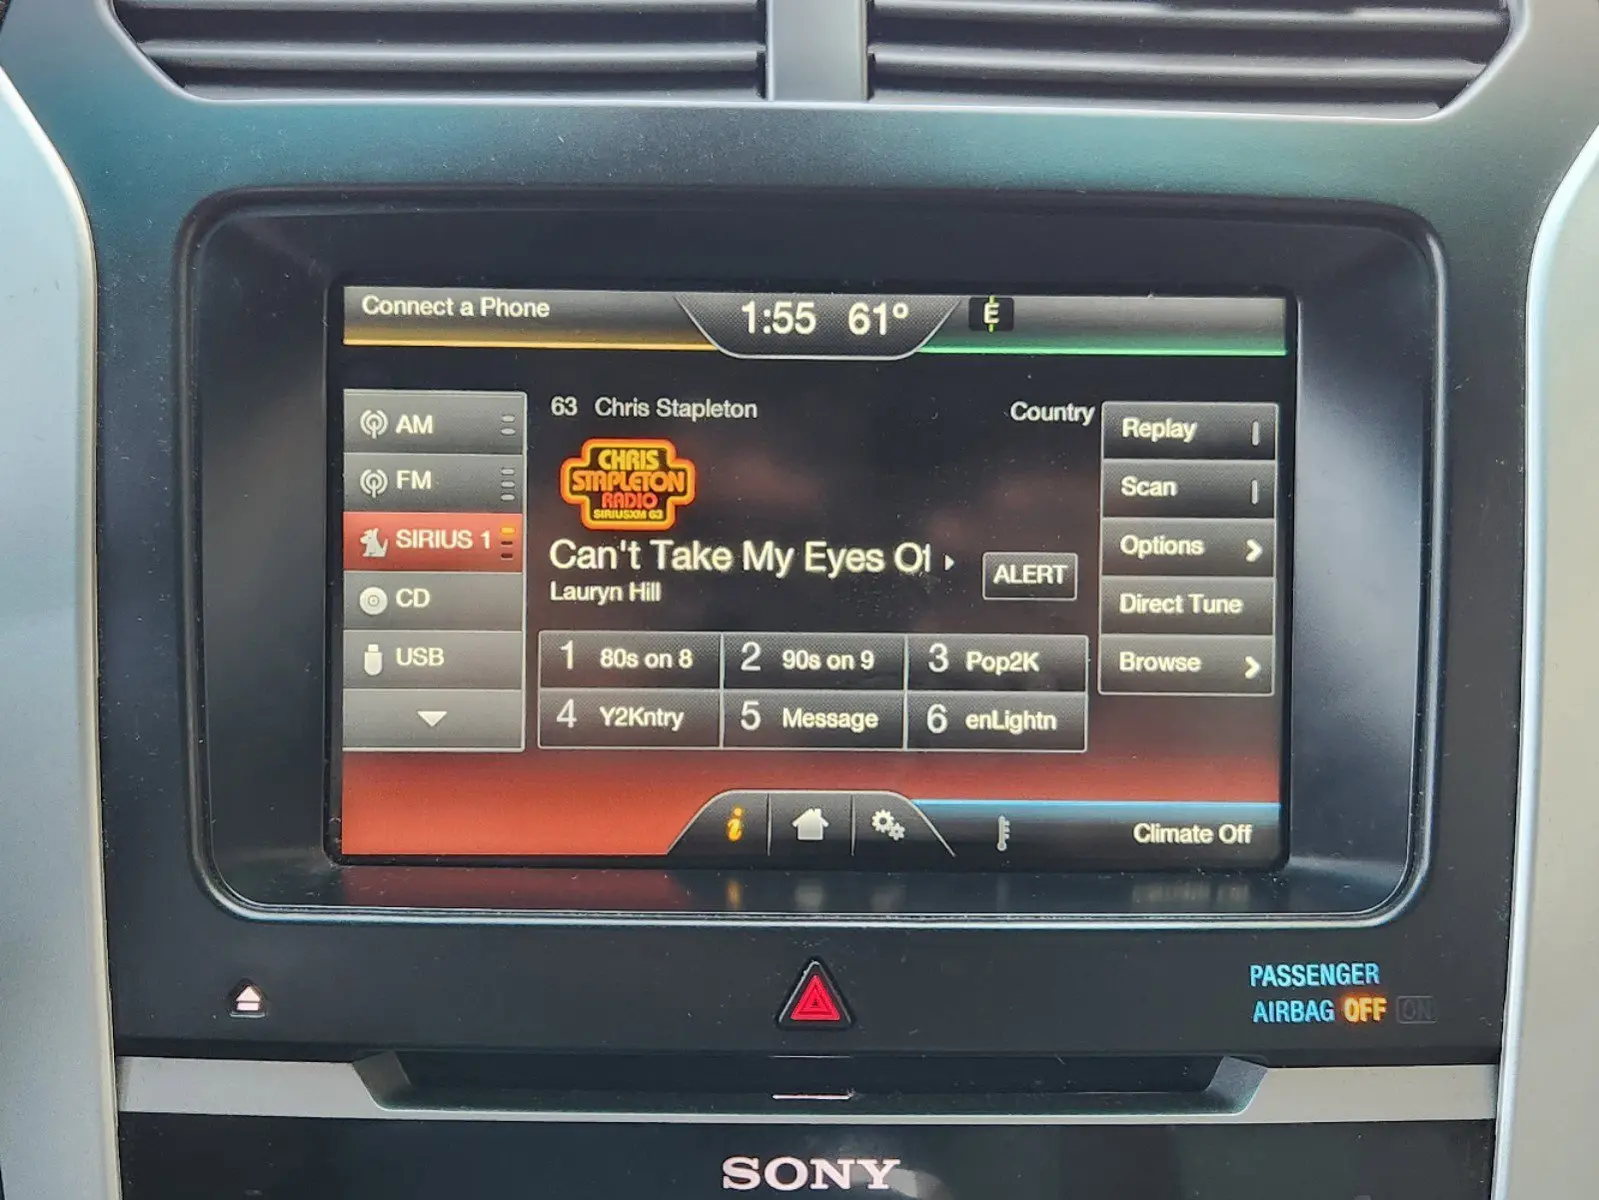 Connect a Phone
1:55 61°
E
AM
FM
SIRIUS 1
CD
USB
63 Chris Stapleton
Country
CHRIS
STAPLETON
RADIO
SIRIUSXM 63
Can't Take My Eyes Of
Lauryn Hill
ALERT
1 80s on 8
2 90s on 9
3 Pop2K
4 Y2Kntry
5 Message
6 enLightn
Replay
Scan
Options
Direct Tune
Browse
i
Climate Off
PASSENGER
AIRBAG OFF ON
SONY